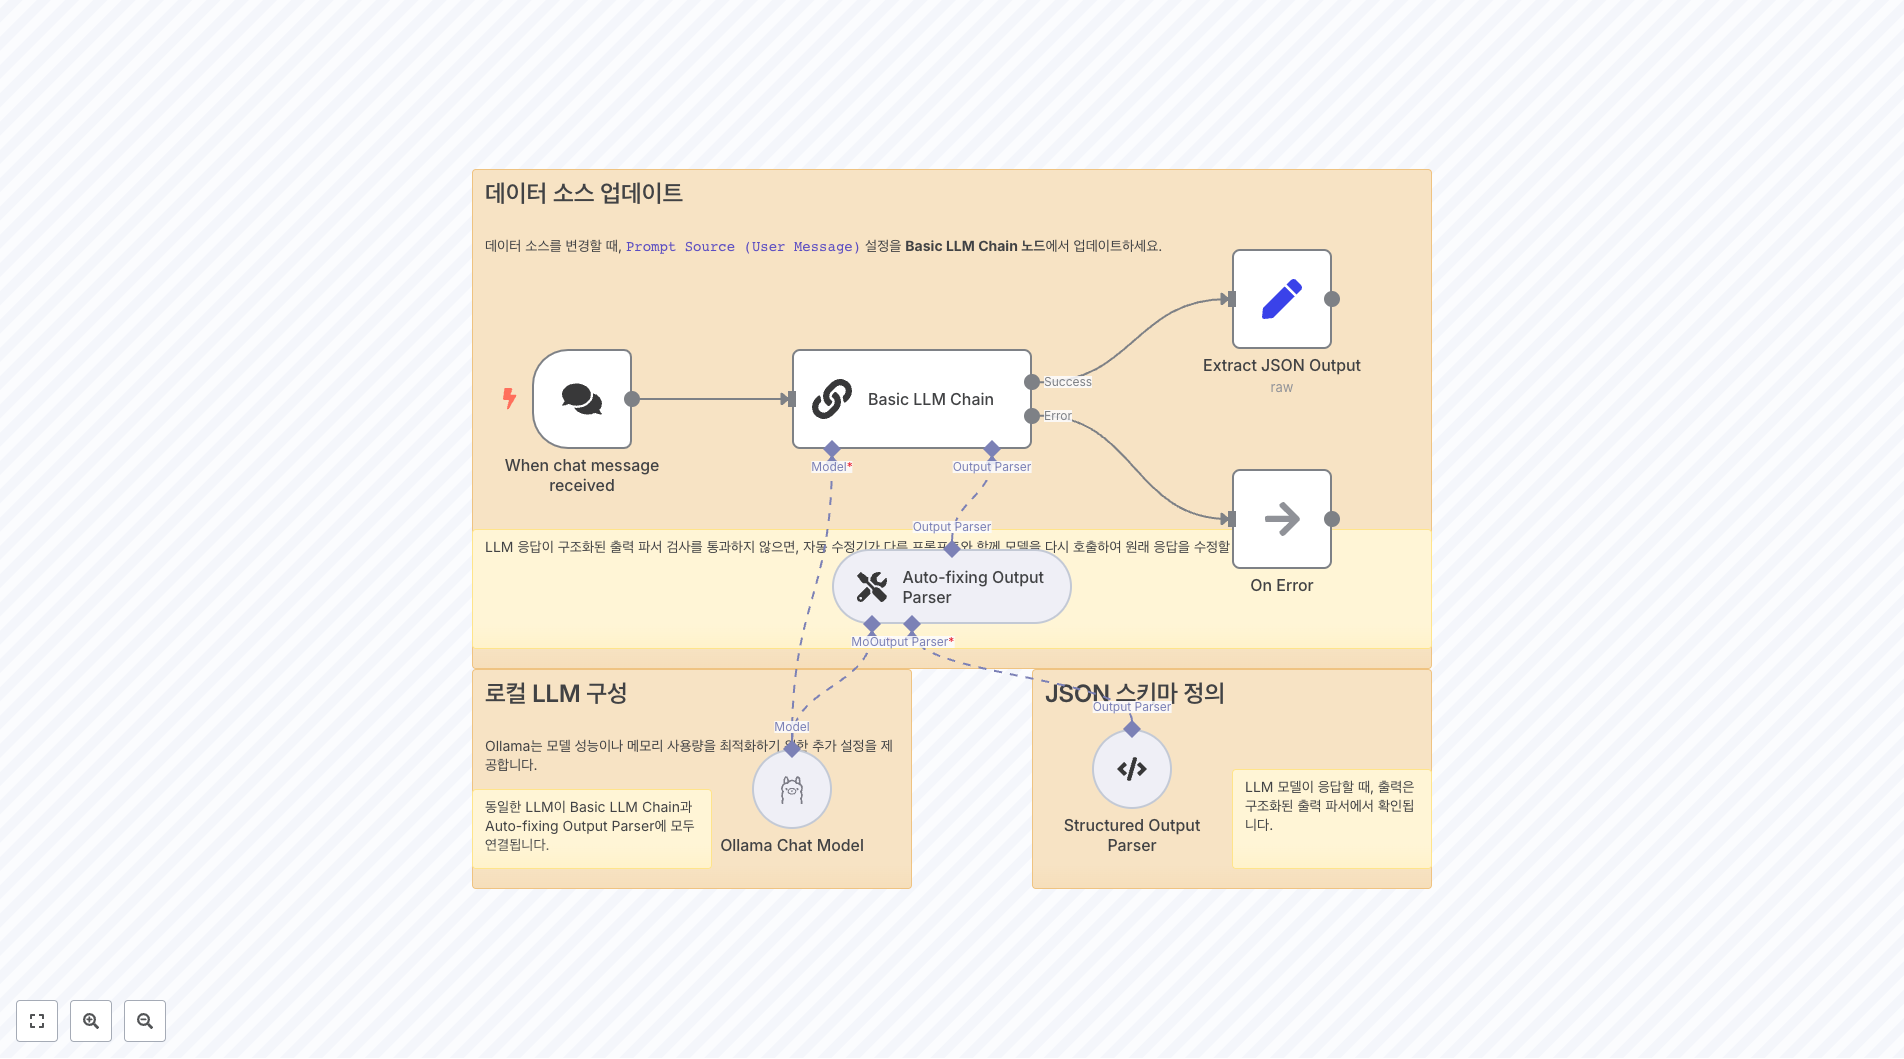 데이터 소스 업데이트
데이터 소스를 변경할 때, Prompt Source (User Message) 설정을 Basic LLM Chain 노드에서 업데이트하세요.
Extract JSON Output
raw
When chat message
received
Basic LLM Chain
Success
Error
Model*
Output Parser
On Error
LLM 응답이 구조화된 출력 파서 검사를 통과하지 않으면, 자동 수정기가 다른 프롬프트와 함께 모델을 다시 호출하여 원래 응답을 수정할
Output Parser
Auto-fixing Output
Parser
MoOutput Parser*
로컬 LLM 구성
Ollama는 모델 성능이나 메모리 사용량을 최적화하기 위한 추가 설정을 제
공합니다.
Model
동일한 LLM이 Basic LLM Chain과
Auto-fixing Output Parser에 모두
연결됩니다.
Ollama Chat Model
JSON 스키마 정의
Output Parser
Structured Output
Parser
LLM 모델이 응답할 때, 출력은
구조화된 출력 파서에서 확인됩
니다.